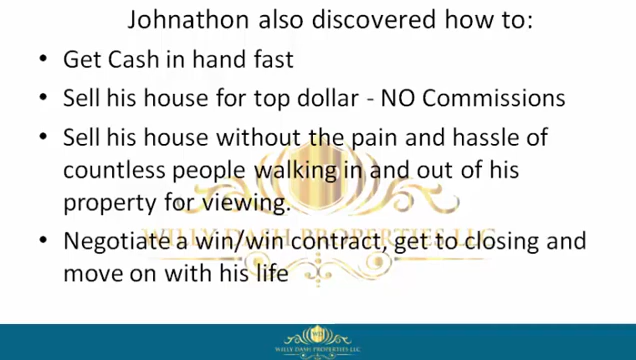 Johnathon also discovered how to:
• Get Cash in hand fast
• Sell his house for top dollar - NO Commissions
• Sell his house without the pain and hassle of
countless people walking in and out of his
property for viewing.
• Negotiate a win/win contract, get to closing and
move on with his life
WILLY DASH PROPERTIES LLC
WILLY DASH PROPERTIES LLC